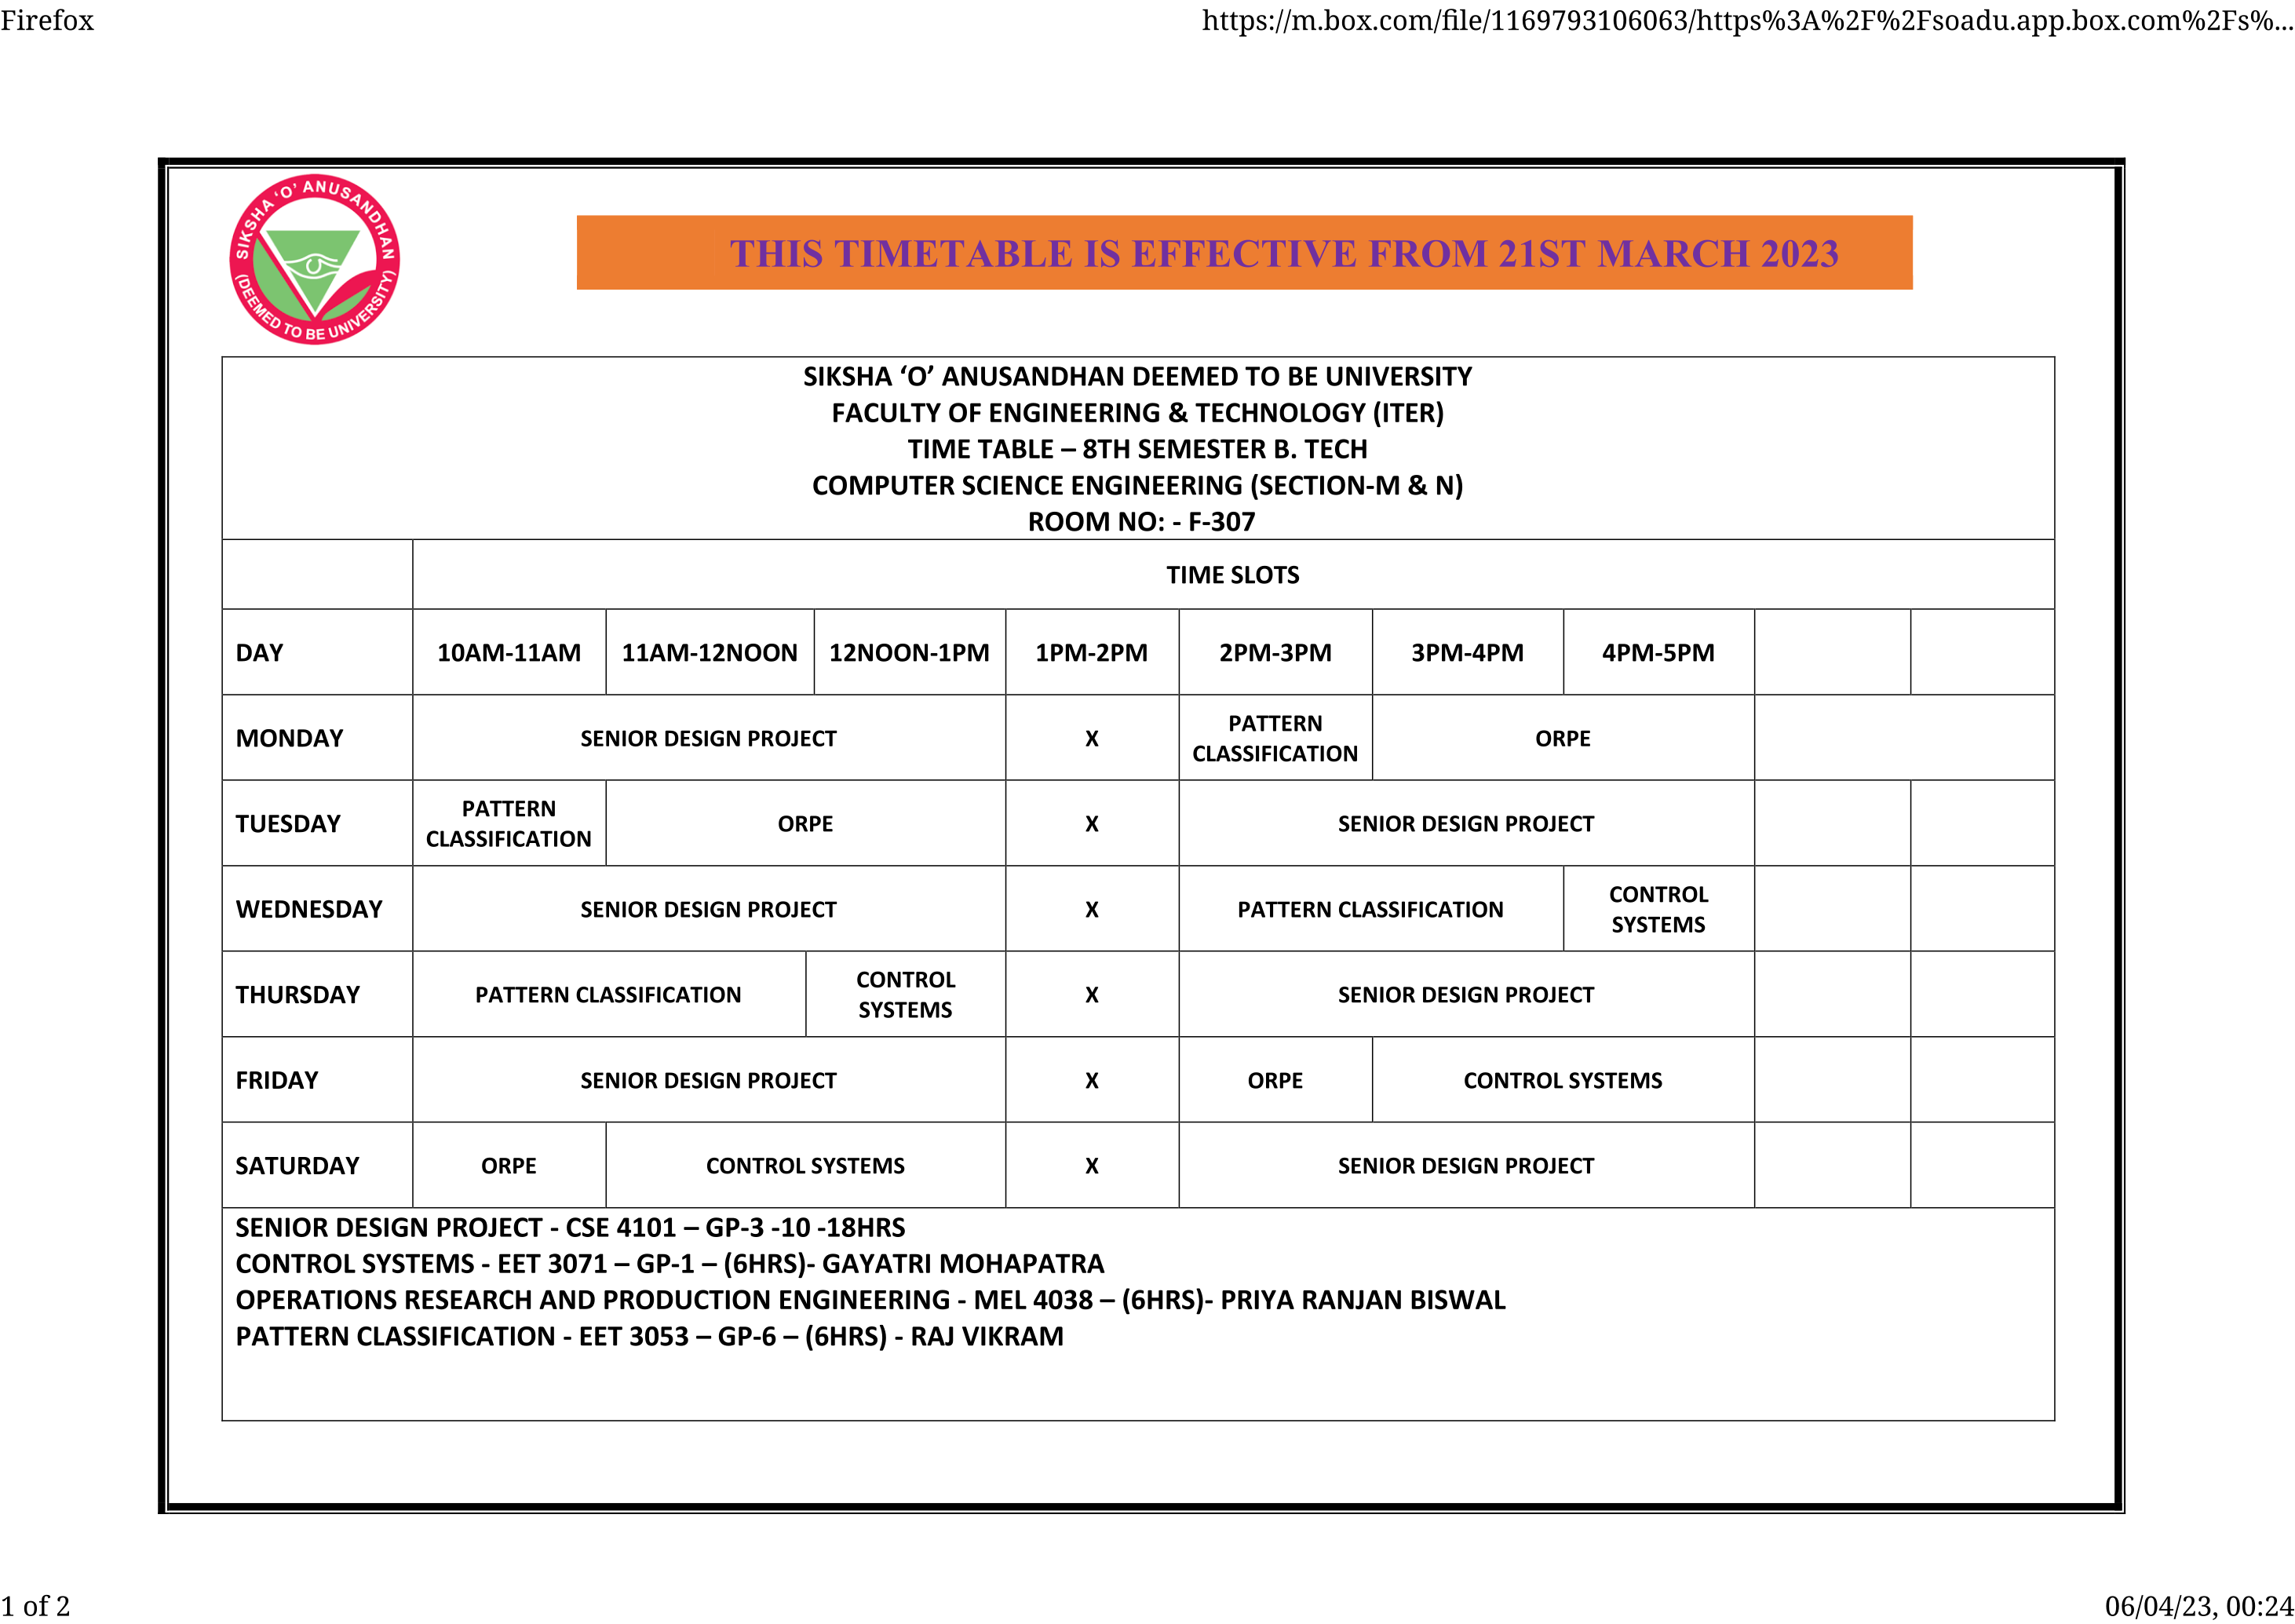 Firefox
https://m.box.com/file/1169793106063/https%3A%2F%2Fsoadu.app.box.com%2Fs%...
SIKSHA 'O' ANUSANDHAN
(DEEMED TO BE UNIVERSITY)
THIS TIMETABLE IS EFFECTIVE FROM 21ST MARCH 2023
SIKSHA ‘O’ ANUSANDHAN DEEMED TO BE UNIVERSITY
FACULTY OF ENGINEERING & TECHNOLOGY (ITER)
TIME TABLE – 8TH SEMESTER B. TECH
COMPUTER SCIENCE ENGINEERING (SECTION-M & N)
ROOM NO: - F-307
TIME SLOTS
DAY 10AM-11AM 11AM-12NOON 12NOON-1PM 1PM-2PM 2PM-3PM 3PM-4PM 4PM-5PM
MONDAY SENIOR DESIGN PROJECT X PATTERN CLASSIFICATION ORPE
TUESDAY PATTERN CLASSIFICATION ORPE X SENIOR DESIGN PROJECT
WEDNESDAY SENIOR DESIGN PROJECT X PATTERN CLASSIFICATION CONTROL SYSTEMS
THURSDAY PATTERN CLASSIFICATION CONTROL SYSTEMS X SENIOR DESIGN PROJECT
FRIDAY SENIOR DESIGN PROJECT X ORPE CONTROL SYSTEMS
SATURDAY ORPE CONTROL SYSTEMS X SENIOR DESIGN PROJECT
SENIOR DESIGN PROJECT - CSE 4101 – GP-3 -10 -18HRS
CONTROL SYSTEMS - EET 3071 – GP-1 – (6HRS)- GAYATRI MOHAPATRA
OPERATIONS RESEARCH AND PRODUCTION ENGINEERING - MEL 4038 – (6HRS)- PRIYA RANJAN BISWAL
PATTERN CLASSIFICATION - EET 3053 – GP-6 – (6HRS) - RAJ VIKRAM
1 of 2
06/04/23, 00:24